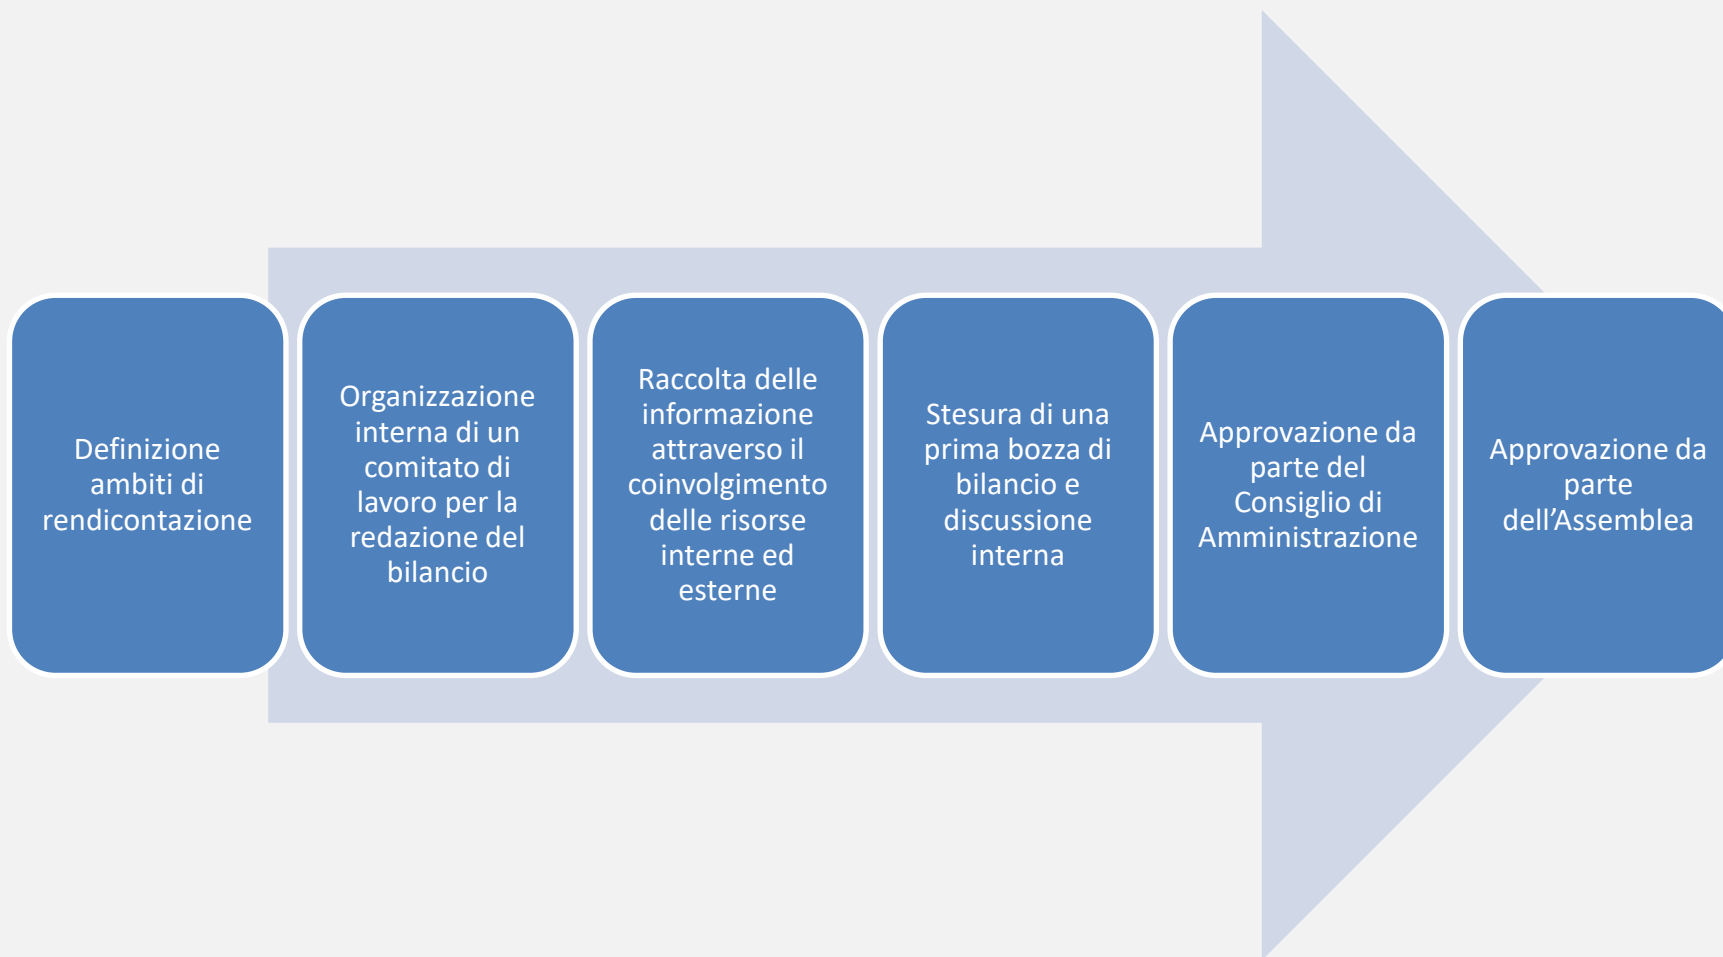 Definizione
ambiti di
rendicontazione
Organizzazione
interna di un
comitato di
lavoro per la
redazione del
bilancio
Raccolta delle
informazione
attraverso il
coinvolgimento
delle risorse
interne ed
esterne
Stesura di una
prima bozza di
bilancio e
discussione
interna
Approvazione da
parte del
Consiglio di
Amministrazione
Approvazione da
parte
dell’Assemblea